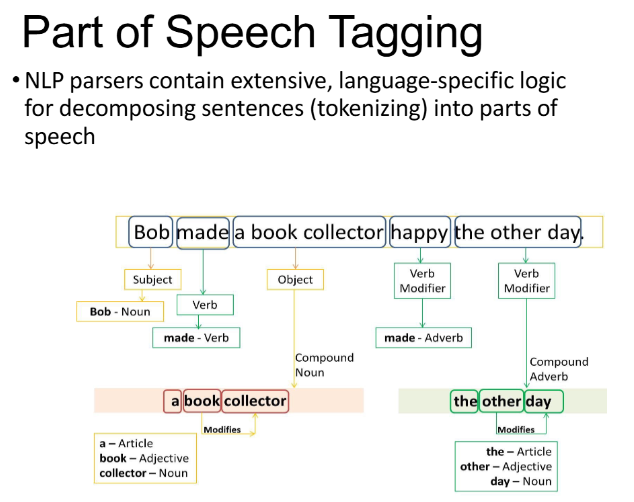 Part of Speech Tagging
• NLP parsers contain extensive, language-specific logic
for decomposing sentences (tokenizing) into parts of
speech
Bob made a book collector happy the other day.
Subject
Object
Verb
Modifier
Verb
Modifier
Bob - Noun
Verb
made - Verb
made - Adverb
Compound
Noun
Compound
Adverb
a book collector
the other day
Modifies
Modifies
a – Article
book – Adjective
collector – Noun
the – Article
other – Adjective
day – Noun